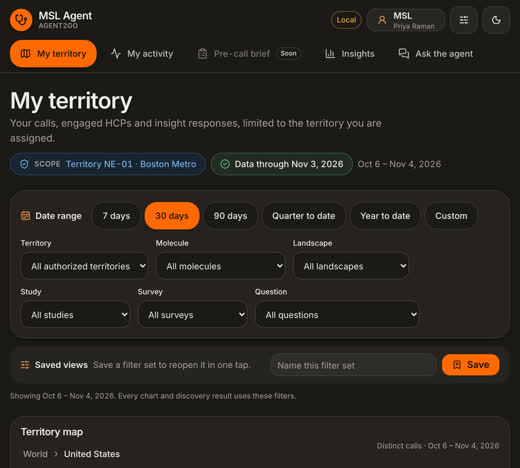 MSL Agent
AGENT2GO
Local
MSL
Priya Raman
My territory
My activity
Pre-call brief
Soon
Insights
Ask the agent
My territory
Your calls, engaged HCPs and insight responses, limited to the territory you are
assigned.
SCOPE Territory NE-01 · Boston Metro
Data through Nov 3, 2026
Oct 6 – Nov 4, 2026
Date range
7 days
30 days
90 days
Quarter to date
Year to date
Custom
Territory
Molecule
Landscape
All authorized territories
All molecules
All landscapes
Study
Survey
Question
All studies
All surveys
All questions
Saved views Save a filter set to reopen it in one tap.
Name this filter set
Save
Showing Oct 6 – Nov 4, 2026. Every chart and discovery result uses these filters.
Territory map
Distinct calls · Oct 6 – Nov 4, 2026
World > United States